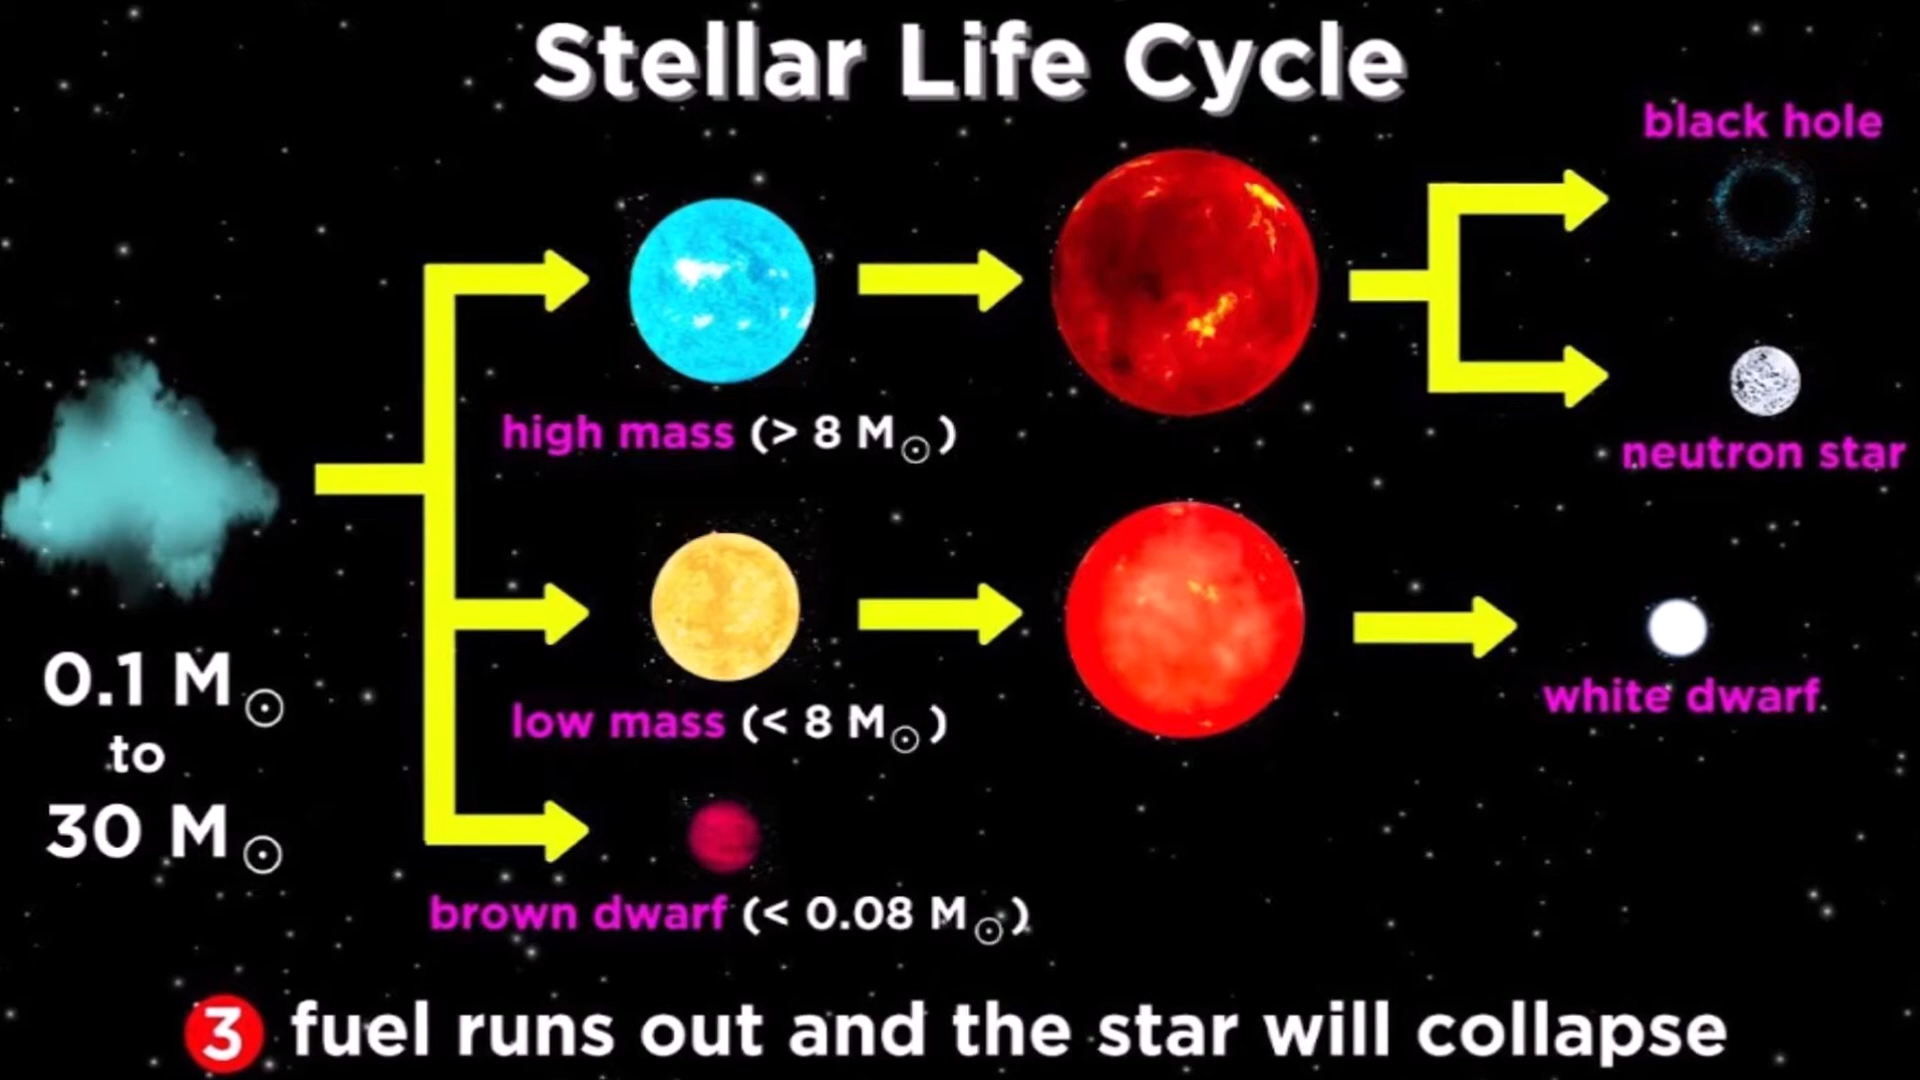 Stellar Life Cycle
black hole
high mass (> 8 M☉)
neutron star
0.1 M☉
to
30 M☉
low mass (< 8 M☉)
white dwarf
brown dwarf (< 0.08 M☉)
3 fuel runs out and the star will collapse